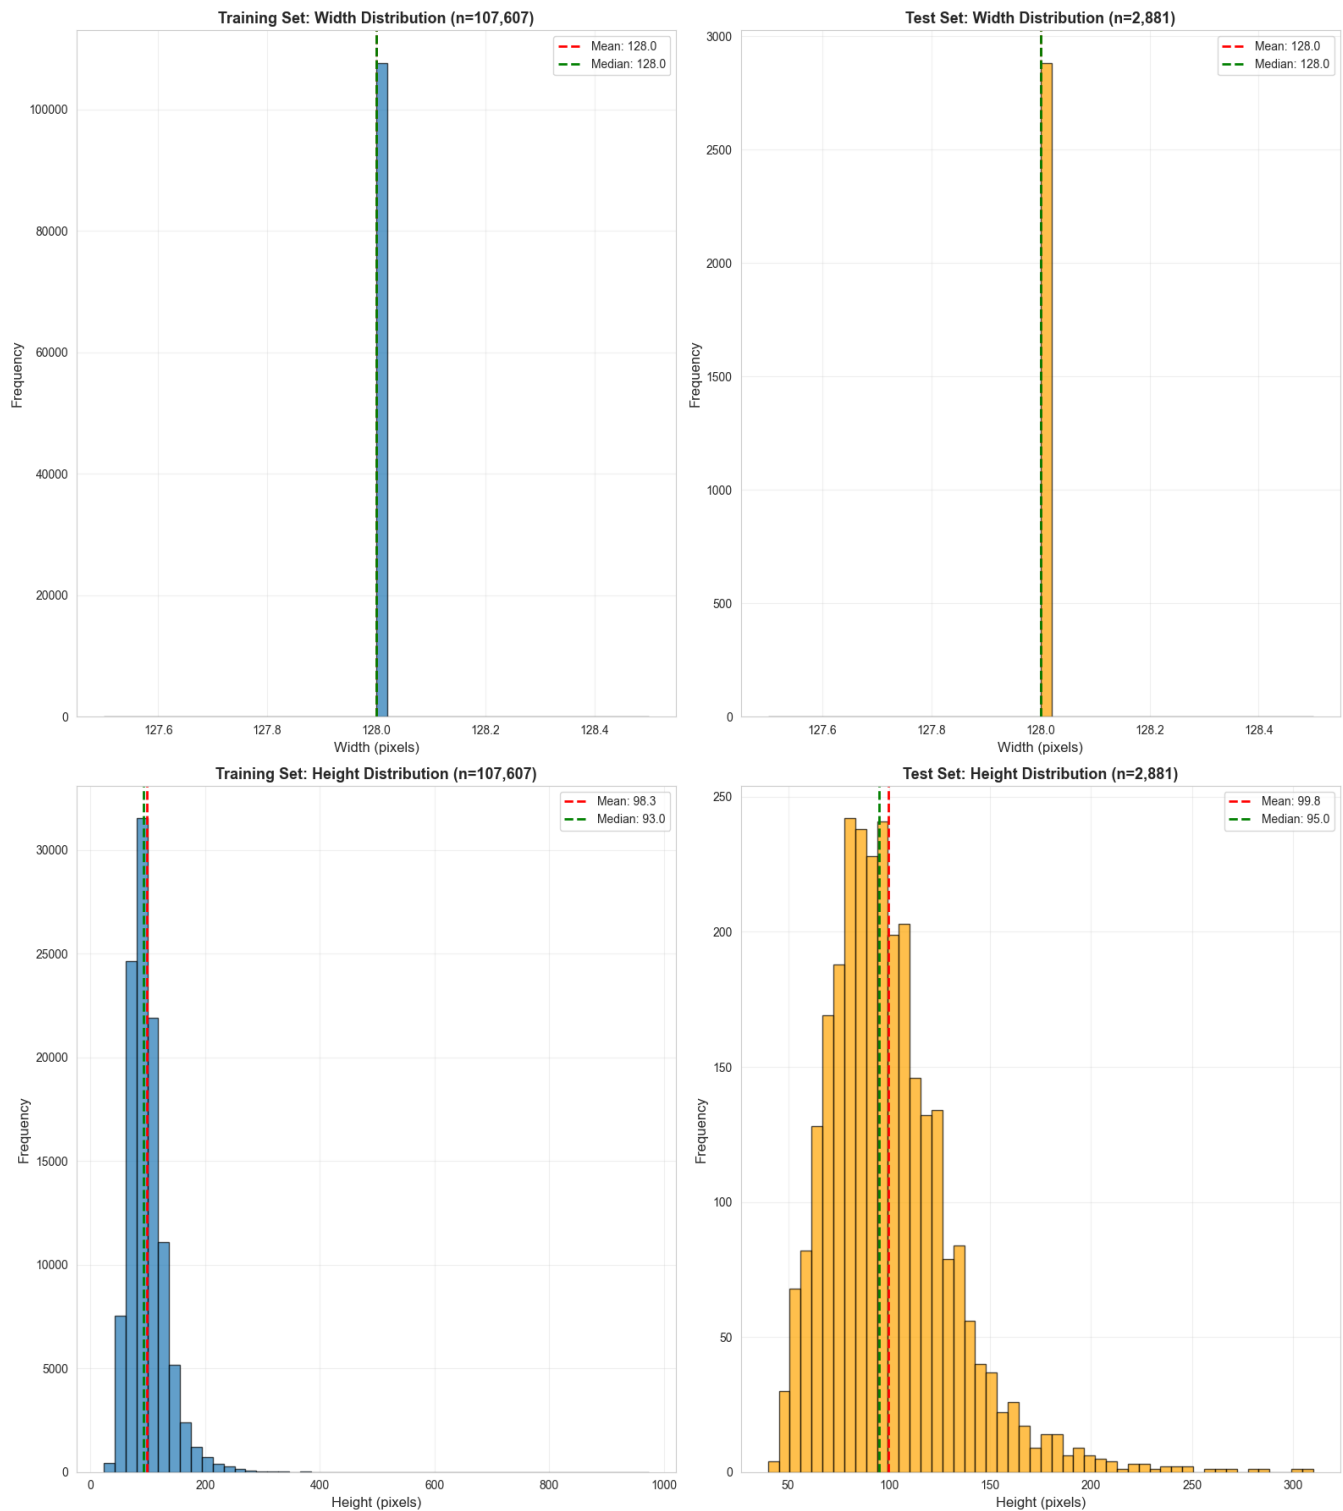 Training Set: Width Distribution (n=107,607)
Mean: 128.0
Median: 128.0
100000
80000
60000
40000
20000
0
Frequency
127.6 127.8 128.0 128.2 128.4
Width (pixels)
Test Set: Width Distribution (n=2,881)
Mean: 128.0
Median: 128.0
3000
2500
2000
1500
1000
500
0
Frequency
127.6 127.8 128.0 128.2 128.4
Width (pixels)
Training Set: Height Distribution (n=107,607)
Mean: 98.3
Median: 93.0
30000
25000
20000
15000
10000
5000
0
Frequency
0 200 400 600 800 1000
Height (pixels)
Test Set: Height Distribution (n=2,881)
Mean: 99.8
Median: 95.0
250
200
150
100
50
0
Frequency
50 100 150 200 250 300
Height (pixels)